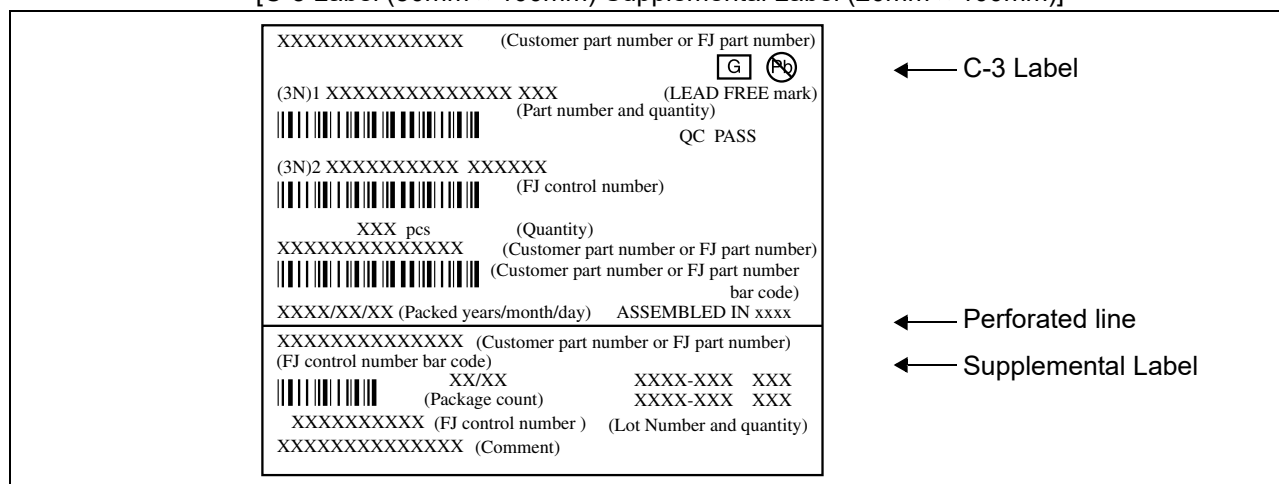 XXXXXXXXXXXXXX (Customer part number or FJ part number)
G Pb
(3N)1 XXXXXXXXXXXXXX XXX (LEAD FREE mark)
(Part number and quantity)
QC PASS
(3N)2 XXXXXXXXXX XXXXXX
(FJ control number)
XXX pcs (Quantity)
XXXXXXXXXXXXXX (Customer part number or FJ part number)
(Customer part number or FJ part number
bar code)
XXXX/XX/XX (Packed years/month/day) ASSEMBLED IN xxxx
C-3 Label
Perforated line
XXXXXXXXXXXXXX (Customer part number or FJ part number)
(FJ control number bar code)
Supplemental Label
XX/XX XXXX-XXX XXX
(Package count) XXXX-XXX XXX
XXXXXXXXXX (FJ control number ) (Lot Number and quantity)
XXXXXXXXXXXXXX (Comment)